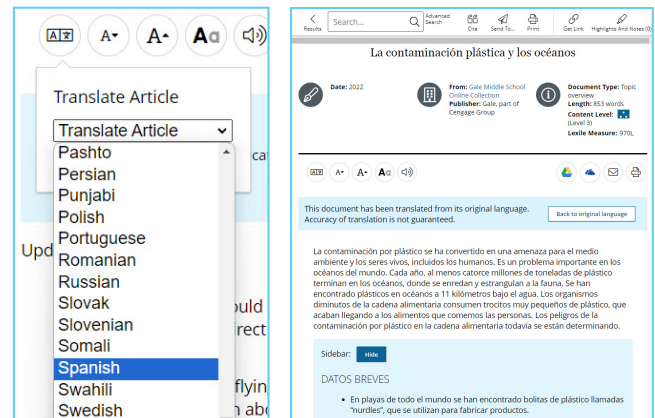 A A A Aa
Translate Article
Translate Article
Pashto
Persian
Punjabi
Polish
Portuguese
Romanian
Russian
Slovak
Slovenian
Somali
Spanish
Swahili
Swedish
Upd
Results
Search...
Advanced
Search
Cite
Send To...
Print
Get Link
Highlights And Notes (0)
La contaminación plástica y los océanos
Date: 2022
From: Gale Middle School
Online Collection
Publisher: Gale, part of
Cengage Group
Document Type: Topic
overview
Length: 853 words
Content Level:
(Level 3)
Lexile Measure: 970L
A A Aa
This document has been translated from its original language.
Accuracy of translation is not guaranteed.
Back to original language
La contaminación por plástico se ha convertido en una amenaza para el medio
ambiente y los seres vivos, incluidos los humanos. Es un problema importante en los
océanos del mundo. Cada año, al menos catorce millones de toneladas de plástico
terminan en los océanos, donde se enredan y estrangulan a la fauna. Se han
encontrado plásticos en océanos a 11 kilómetros bajo el agua. Los organismos
diminutos de la cadena alimentaria consumen trocitos muy pequeños de plástico, que
acaban llegando a los alimentos que comemos las personas. Los peligros de la
contaminación por plástico en la cadena alimentaria todavía se están determinando.
Sidebar: Hide
DATOS BREVES
• En playas de todo el mundo se han encontrado bolitas de plástico llamadas
"nurdles", que se utilizan para fabricar productos.